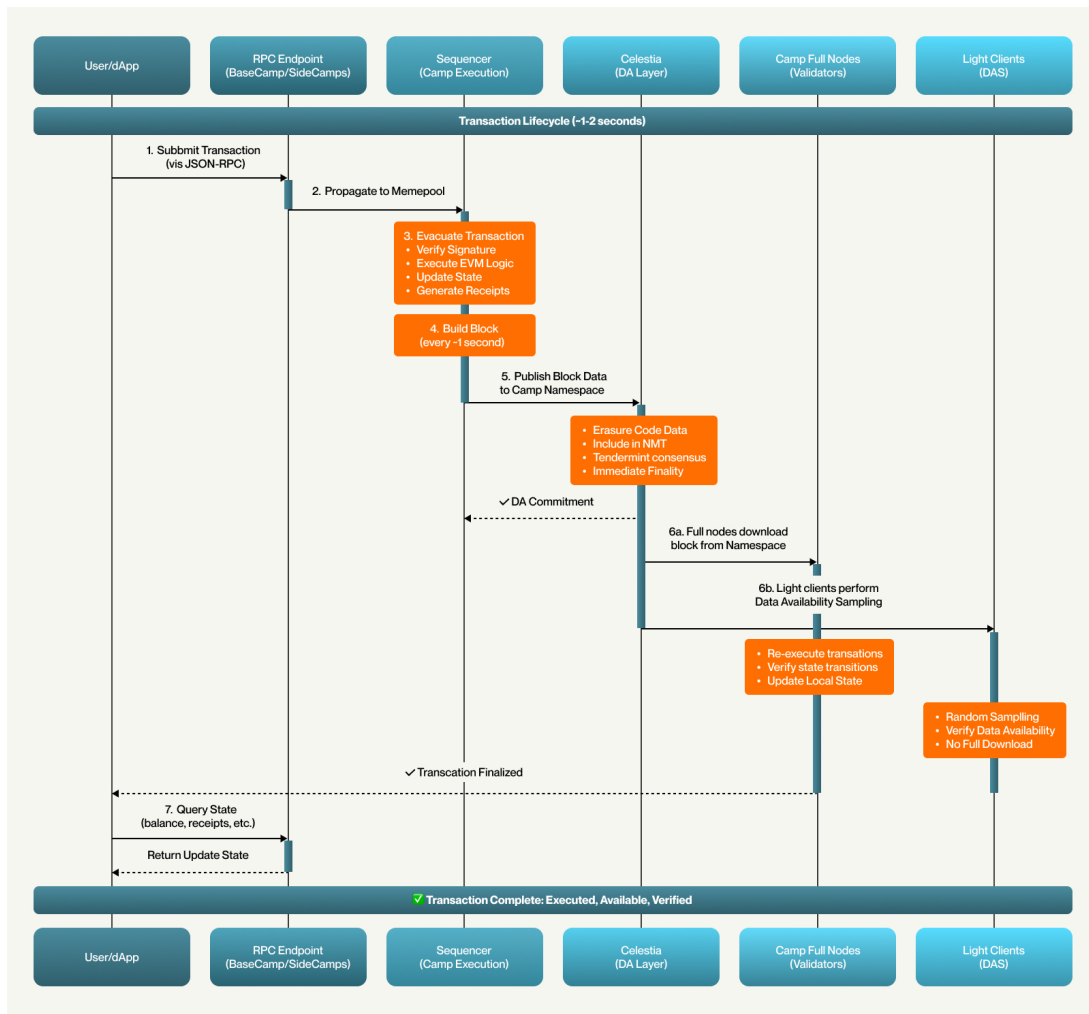 User/dApp
RPC Endpoint
(BaseCamp/SideCamps)
Sequencer
(Camp Execution)
Celestia
(DA Layer)
Camp Full Nodes
(Validators)
Light Clients
(DAS)
Transaction Lifecycle (~1-2 seconds)
1. Subbmit Transaction
(vis JSON-RPC)
2. Propagate to Memepool
3. Evacuate Transaction
• Verify Signature
• Execute EVM Logic
• Update State
• Generate Receipts
4. Build Block
(every ~1 second)
5. Publish Block Data
to Camp Namespace
• Erasure Code Data
• Include in NMT
• Tendermint consensus
• Immediate Finality
✓ DA Commitment
6a. Full nodes download
block from Namespace
6b. Light clients perform
Data Availability Sampling
• Re-execute transations
• Verify state transitions
• Update Local State
• Random Samplling
• Verify Data Availability
• No Full Download
✓ Transcation Finalized
7. Query State
(balance, receipts, etc.)
Return Update State
✅ Transaction Complete: Executed, Available, Verified
User/dApp
RPC Endpoint
(BaseCamp/SideCamps)
Sequencer
(Camp Execution)
Celestia
(DA Layer)
Camp Full Nodes
(Validators)
Light Clients
(DAS)